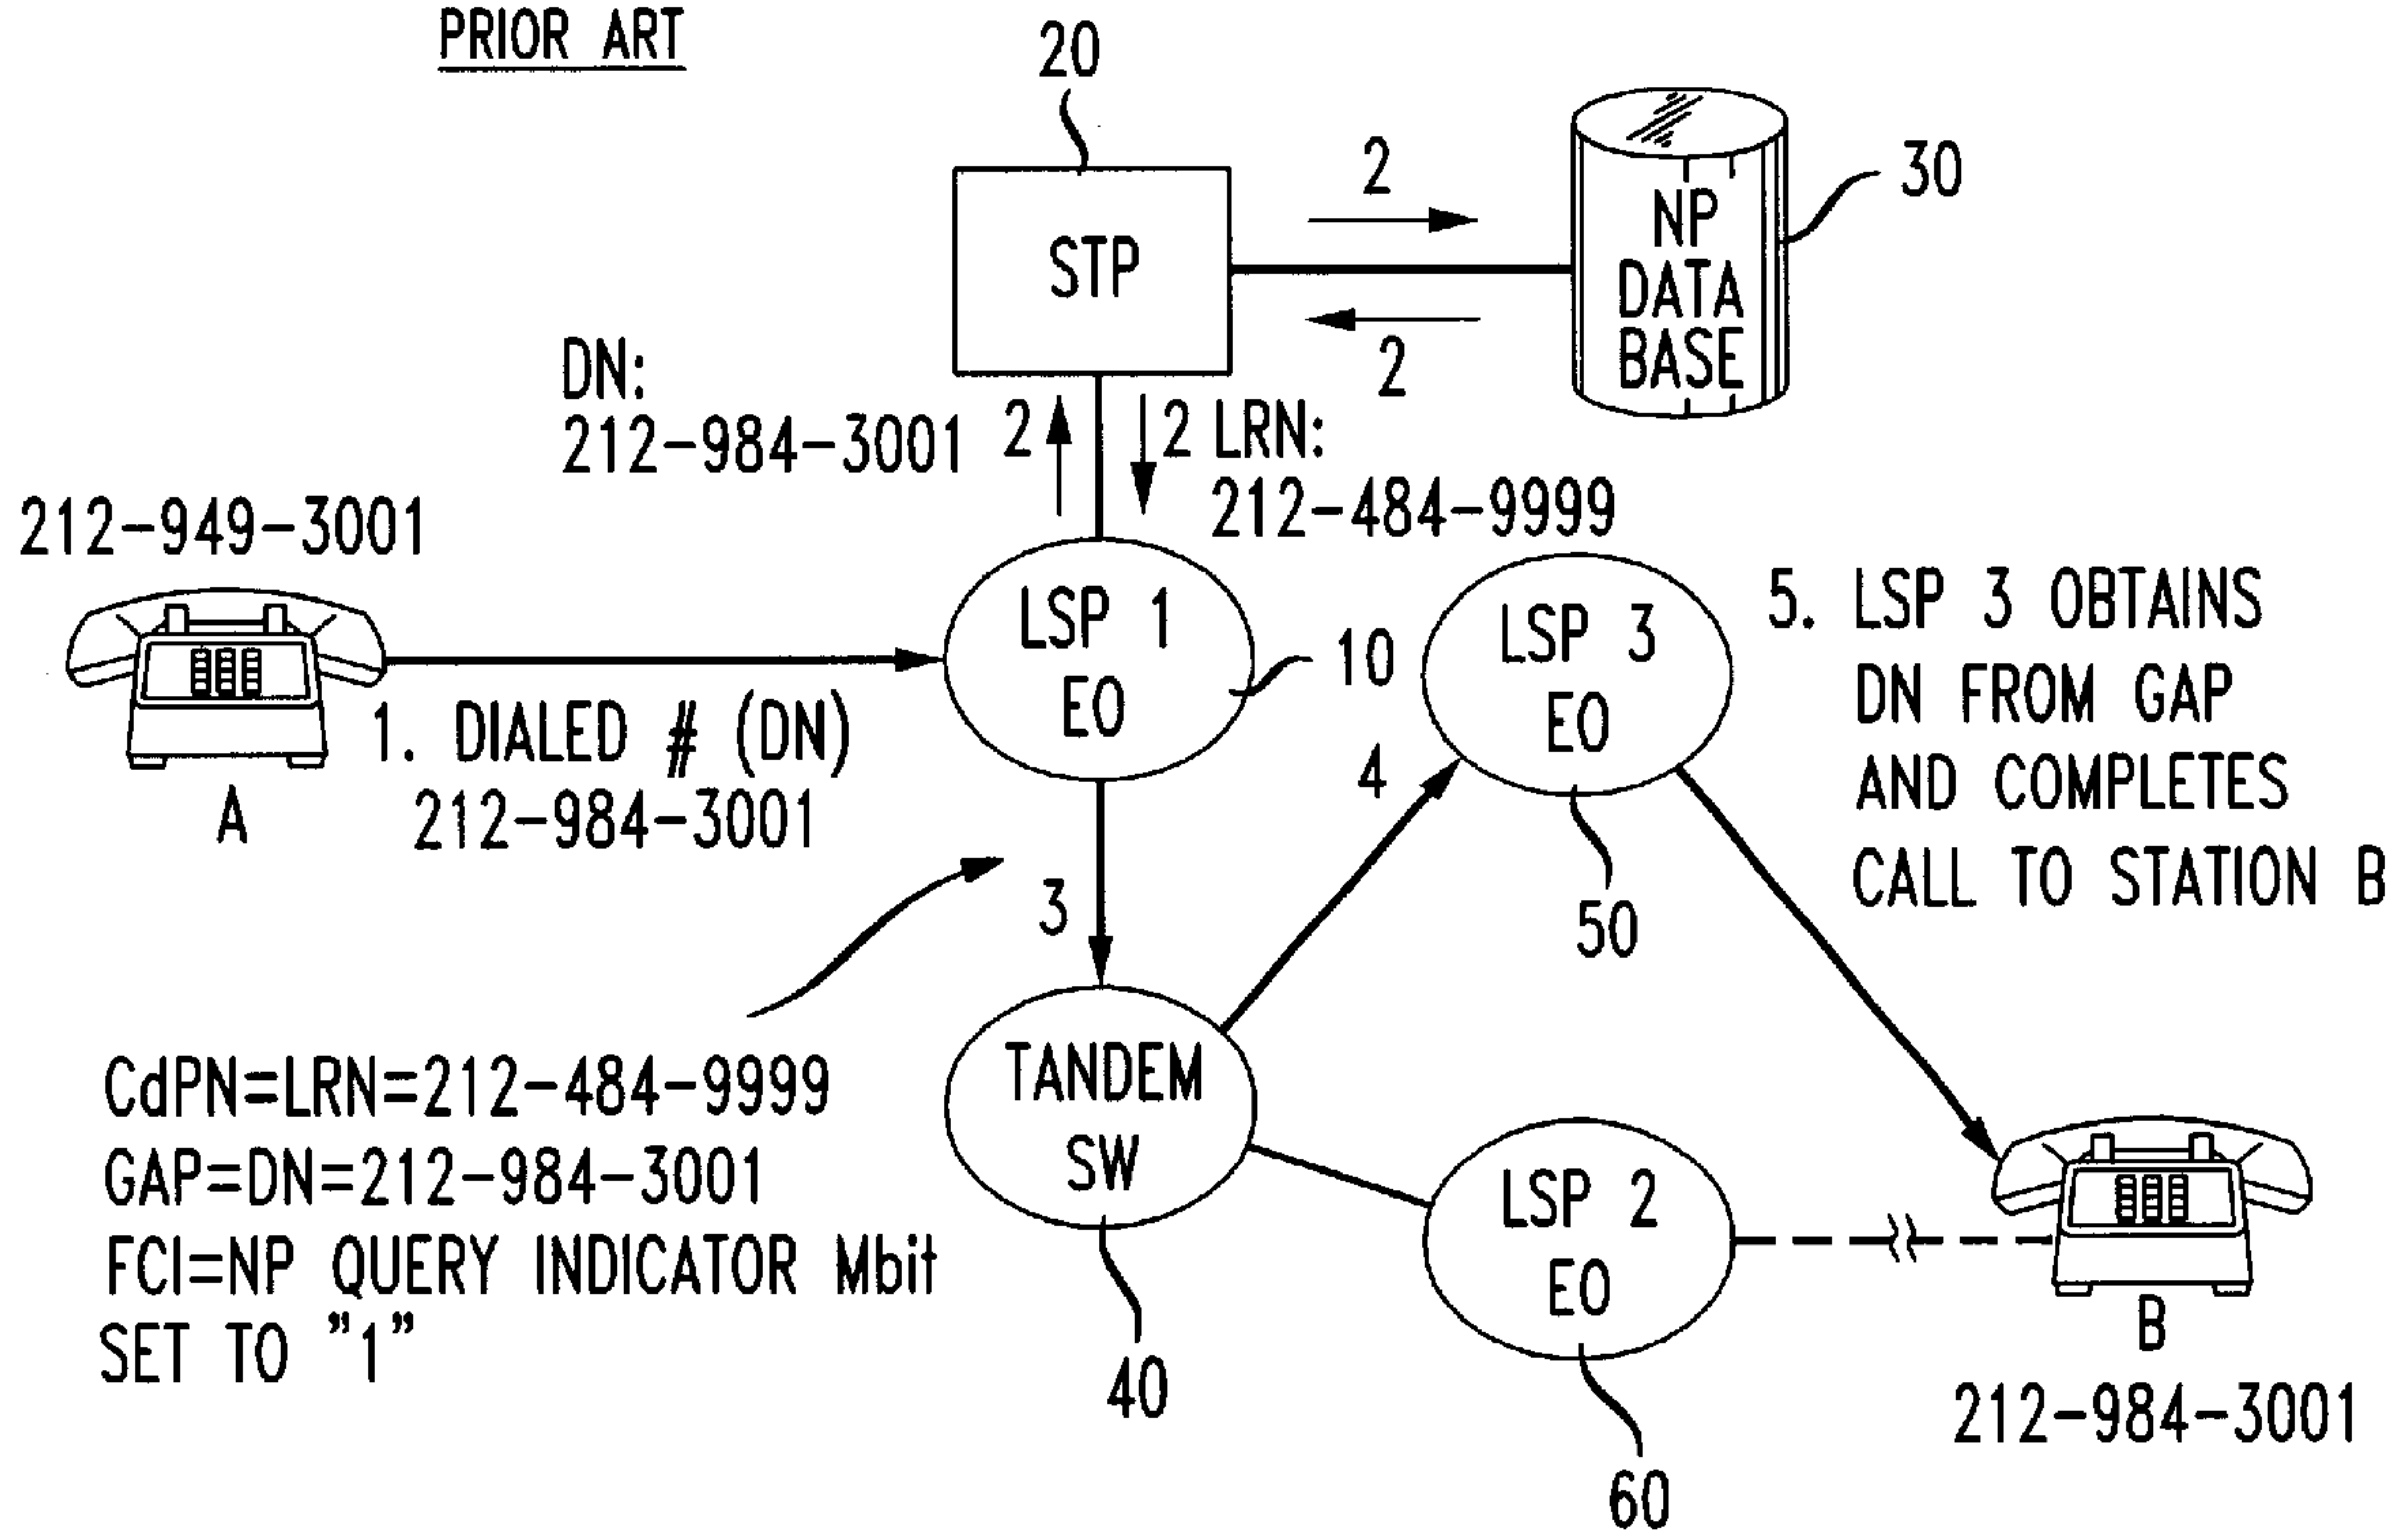 PRIOR ART
20
2
30
STP
NP
DATA
BASE
2
DN:
212-984-3001
2
2 LRN:
212-484-9999
212-949-3001
LSP 1
EO
10
LSP 3
EO
5. LSP 3 OBTAINS
DN FROM GAP
AND COMPLETES
CALL TO STATION B
1. DIALED # (DN)
212-984-3001
A
4
3
50
CdPN=LRN=212-484-9999
GAP=DN=212-984-3001
FCI=NP QUERY INDICATOR Mbit
SET TO "1"
TANDEM
SW
40
LSP 2
EO
60
B
212-984-3001